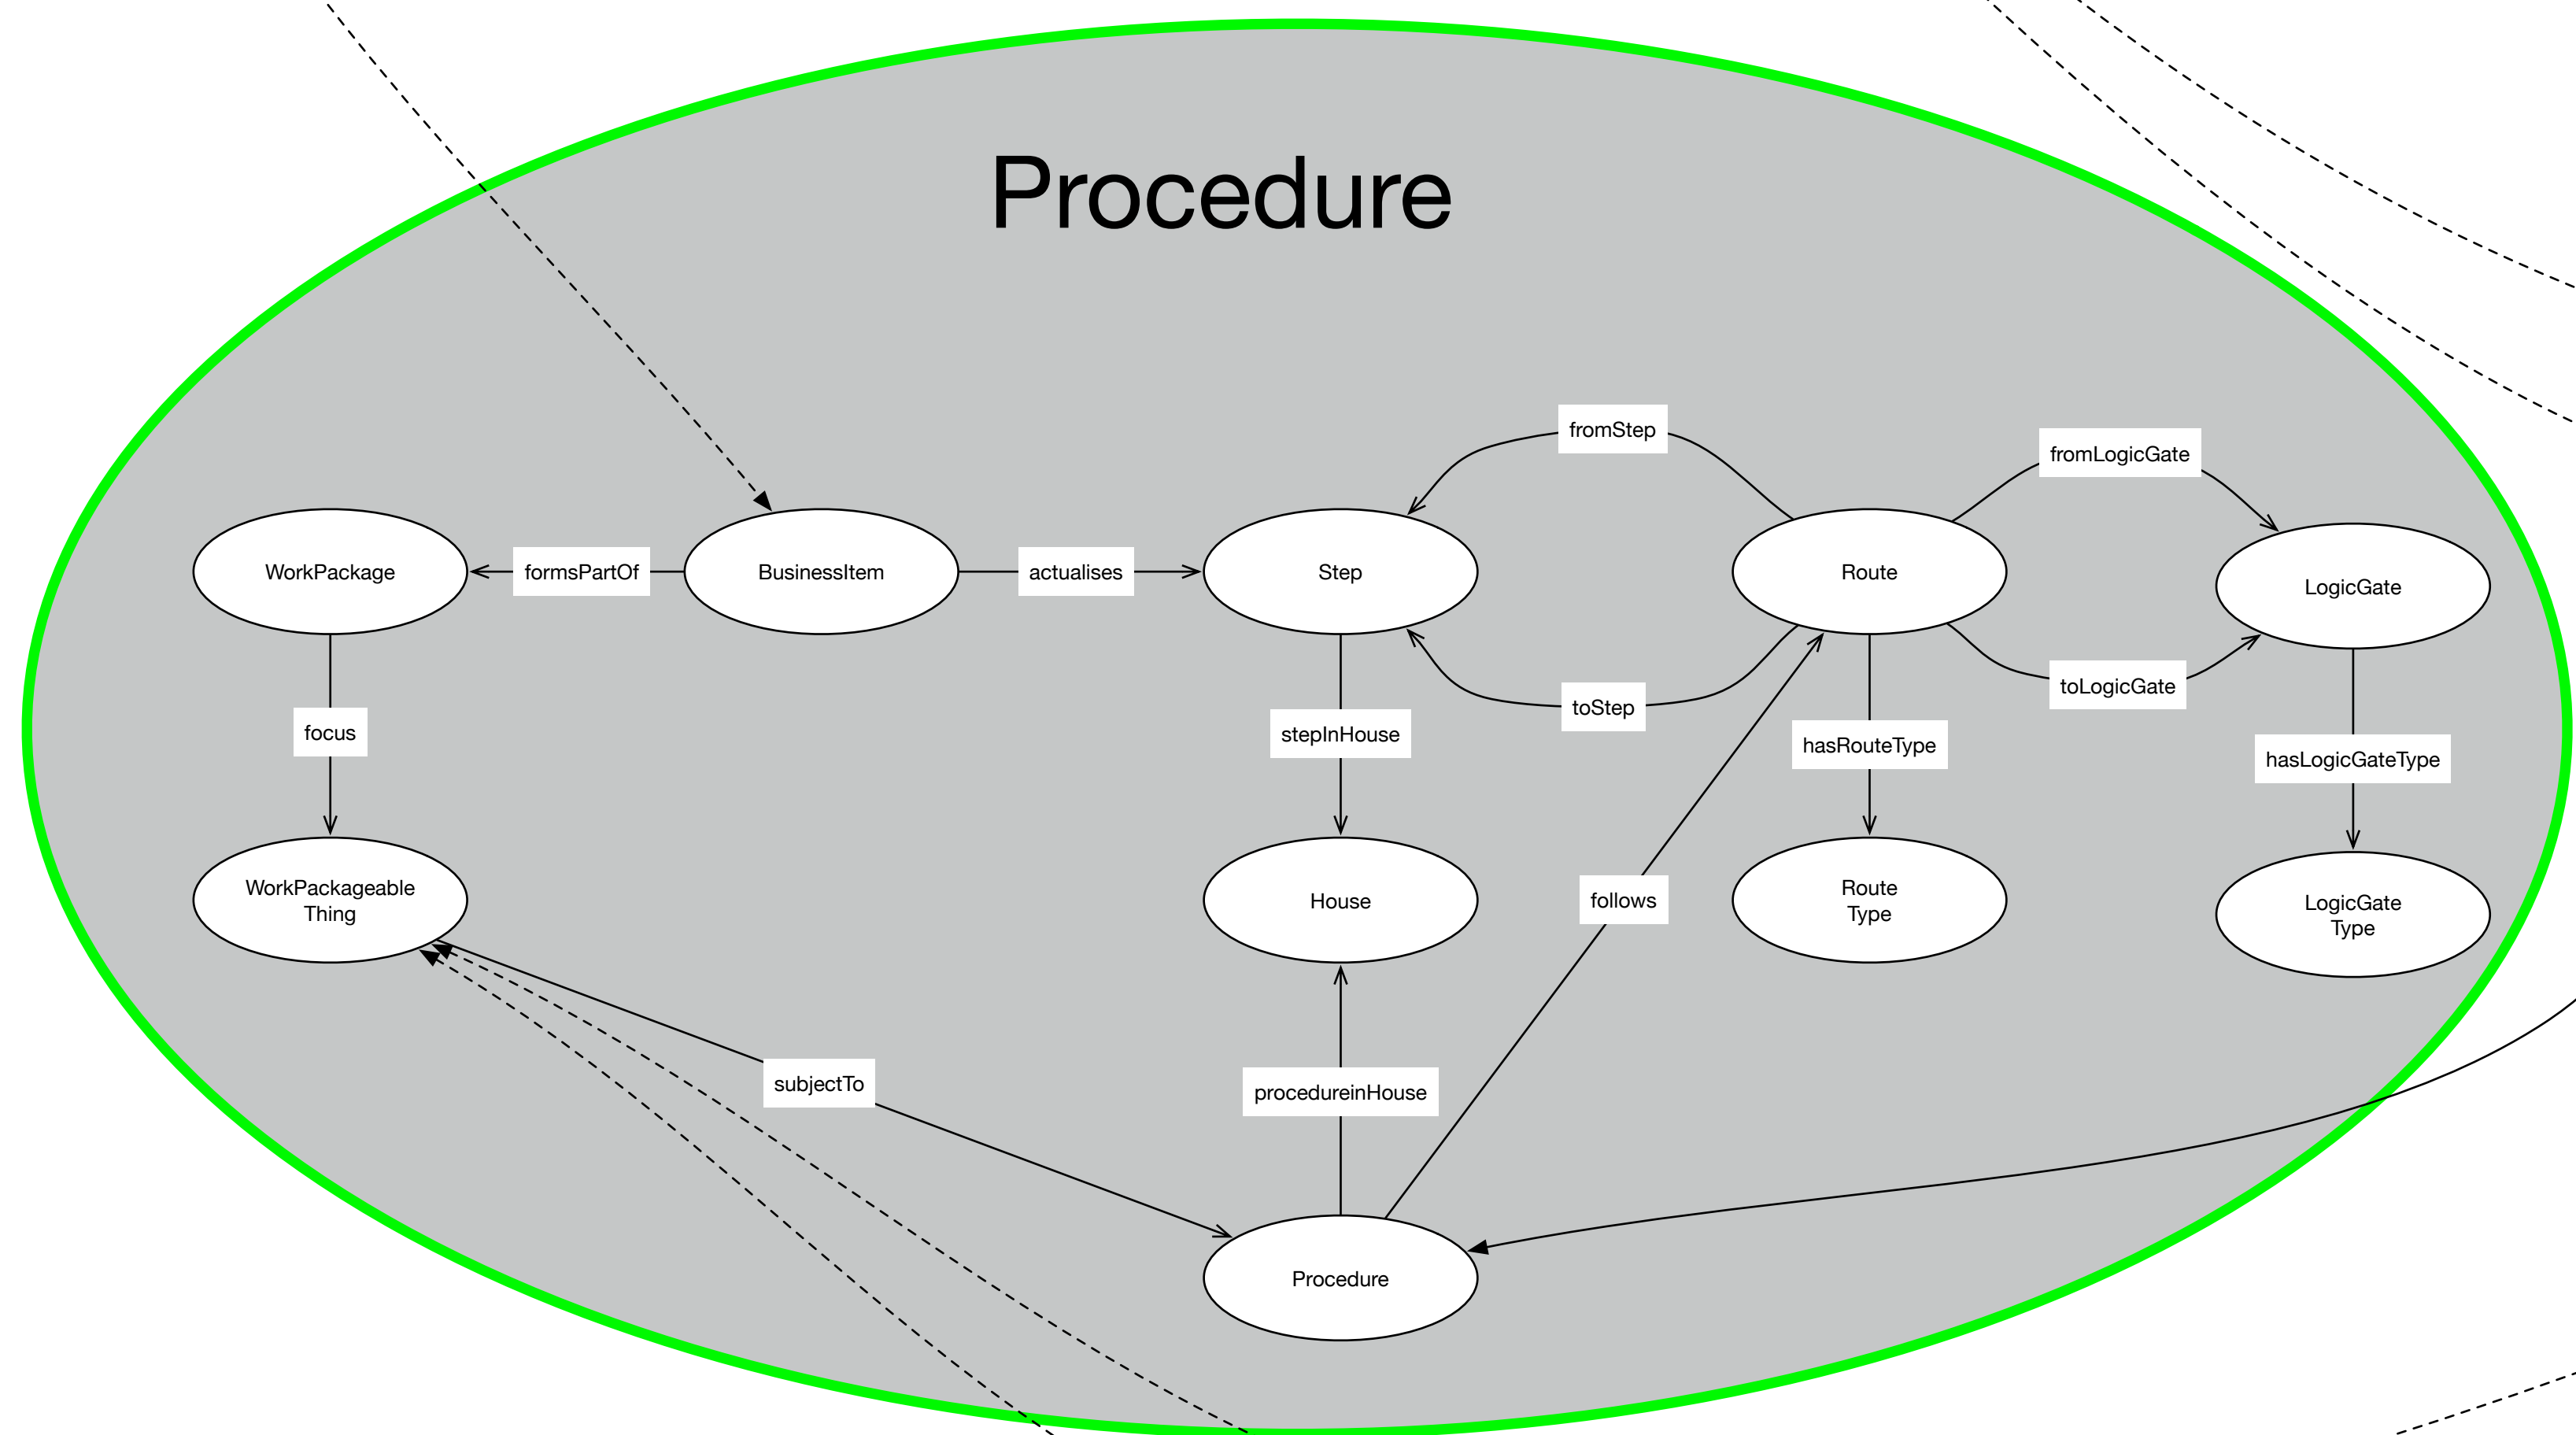 Procedure
fromStep
fromLogicGate
WorkPackage
formsPartOf
BusinessItem
actualises
Step
Route
LogicGate
toLogicGate
toStep
focus
stepInHouse
hasRouteType
hasLogicGateType
WorkPackageable
Thing
House
follows
Route
Type
LogicGate
Type
subjectTo
procedureinHouse
Procedure